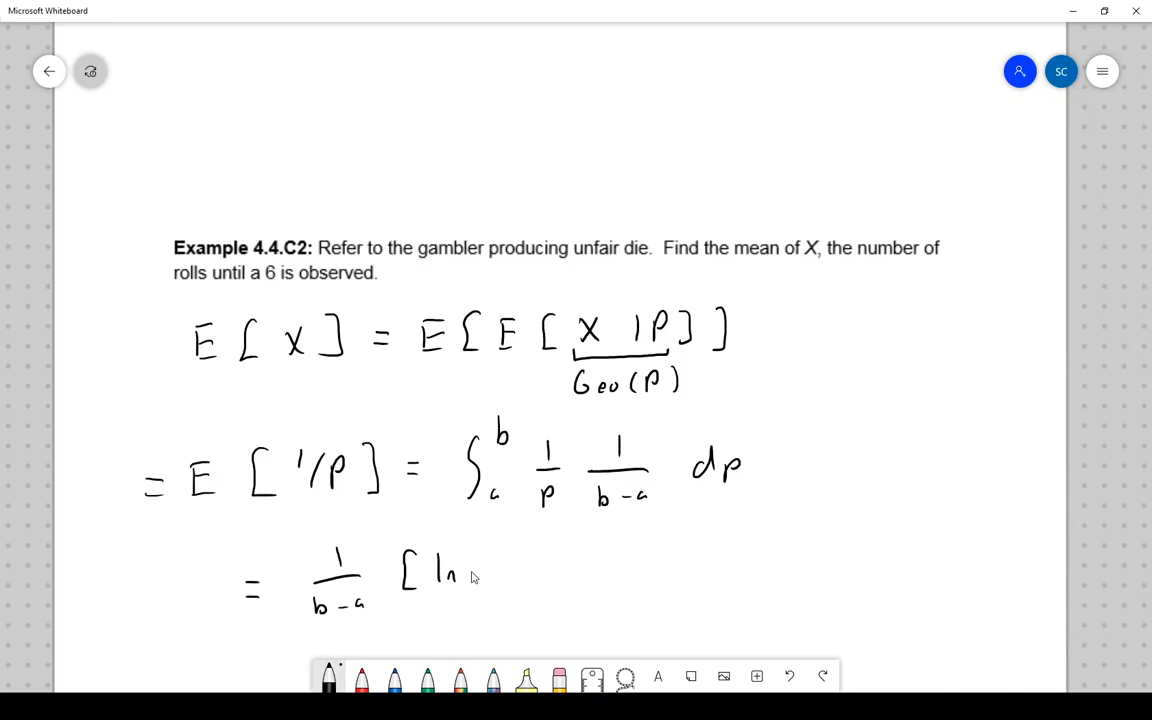 Microsoft Whiteboard
SC
Example 4.4.C2: Refer to the gambler producing unfair die. Find the mean of X, the number of
rolls until a 6 is observed.
E [ X ] = E [ E [ X | P ] ]
Geo(P)
= E [ 1/P ] = ∫_a^b 1/p 1/(b-a) dp
= 1/(b-a) [ ln
A